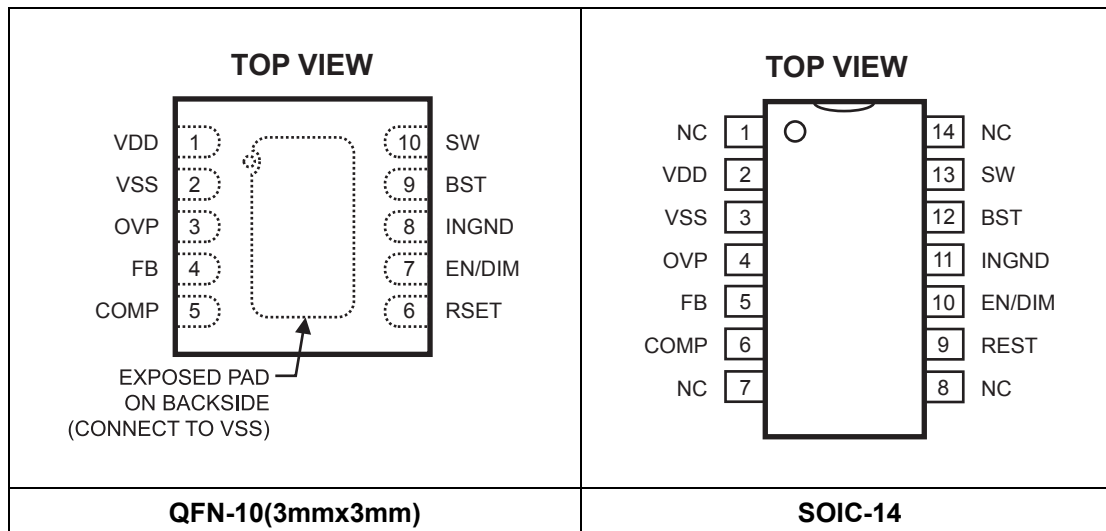 TOP VIEW
VDD 1 10 SW
VSS 2 9 BST
OVP 3 8 INGND
FB 4 7 EN/DIM
COMP 5 6 RSET
EXPOSED PAD
ON BACKSIDE
(CONNECT TO VSS)
QFN-10(3mmx3mm)
TOP VIEW
NC 1 14 NC
VDD 2 13 SW
VSS 3 12 BST
OVP 4 11 INGND
FB 5 10 EN/DIM
COMP 6 9 REST
NC 7 8 NC
SOIC-14